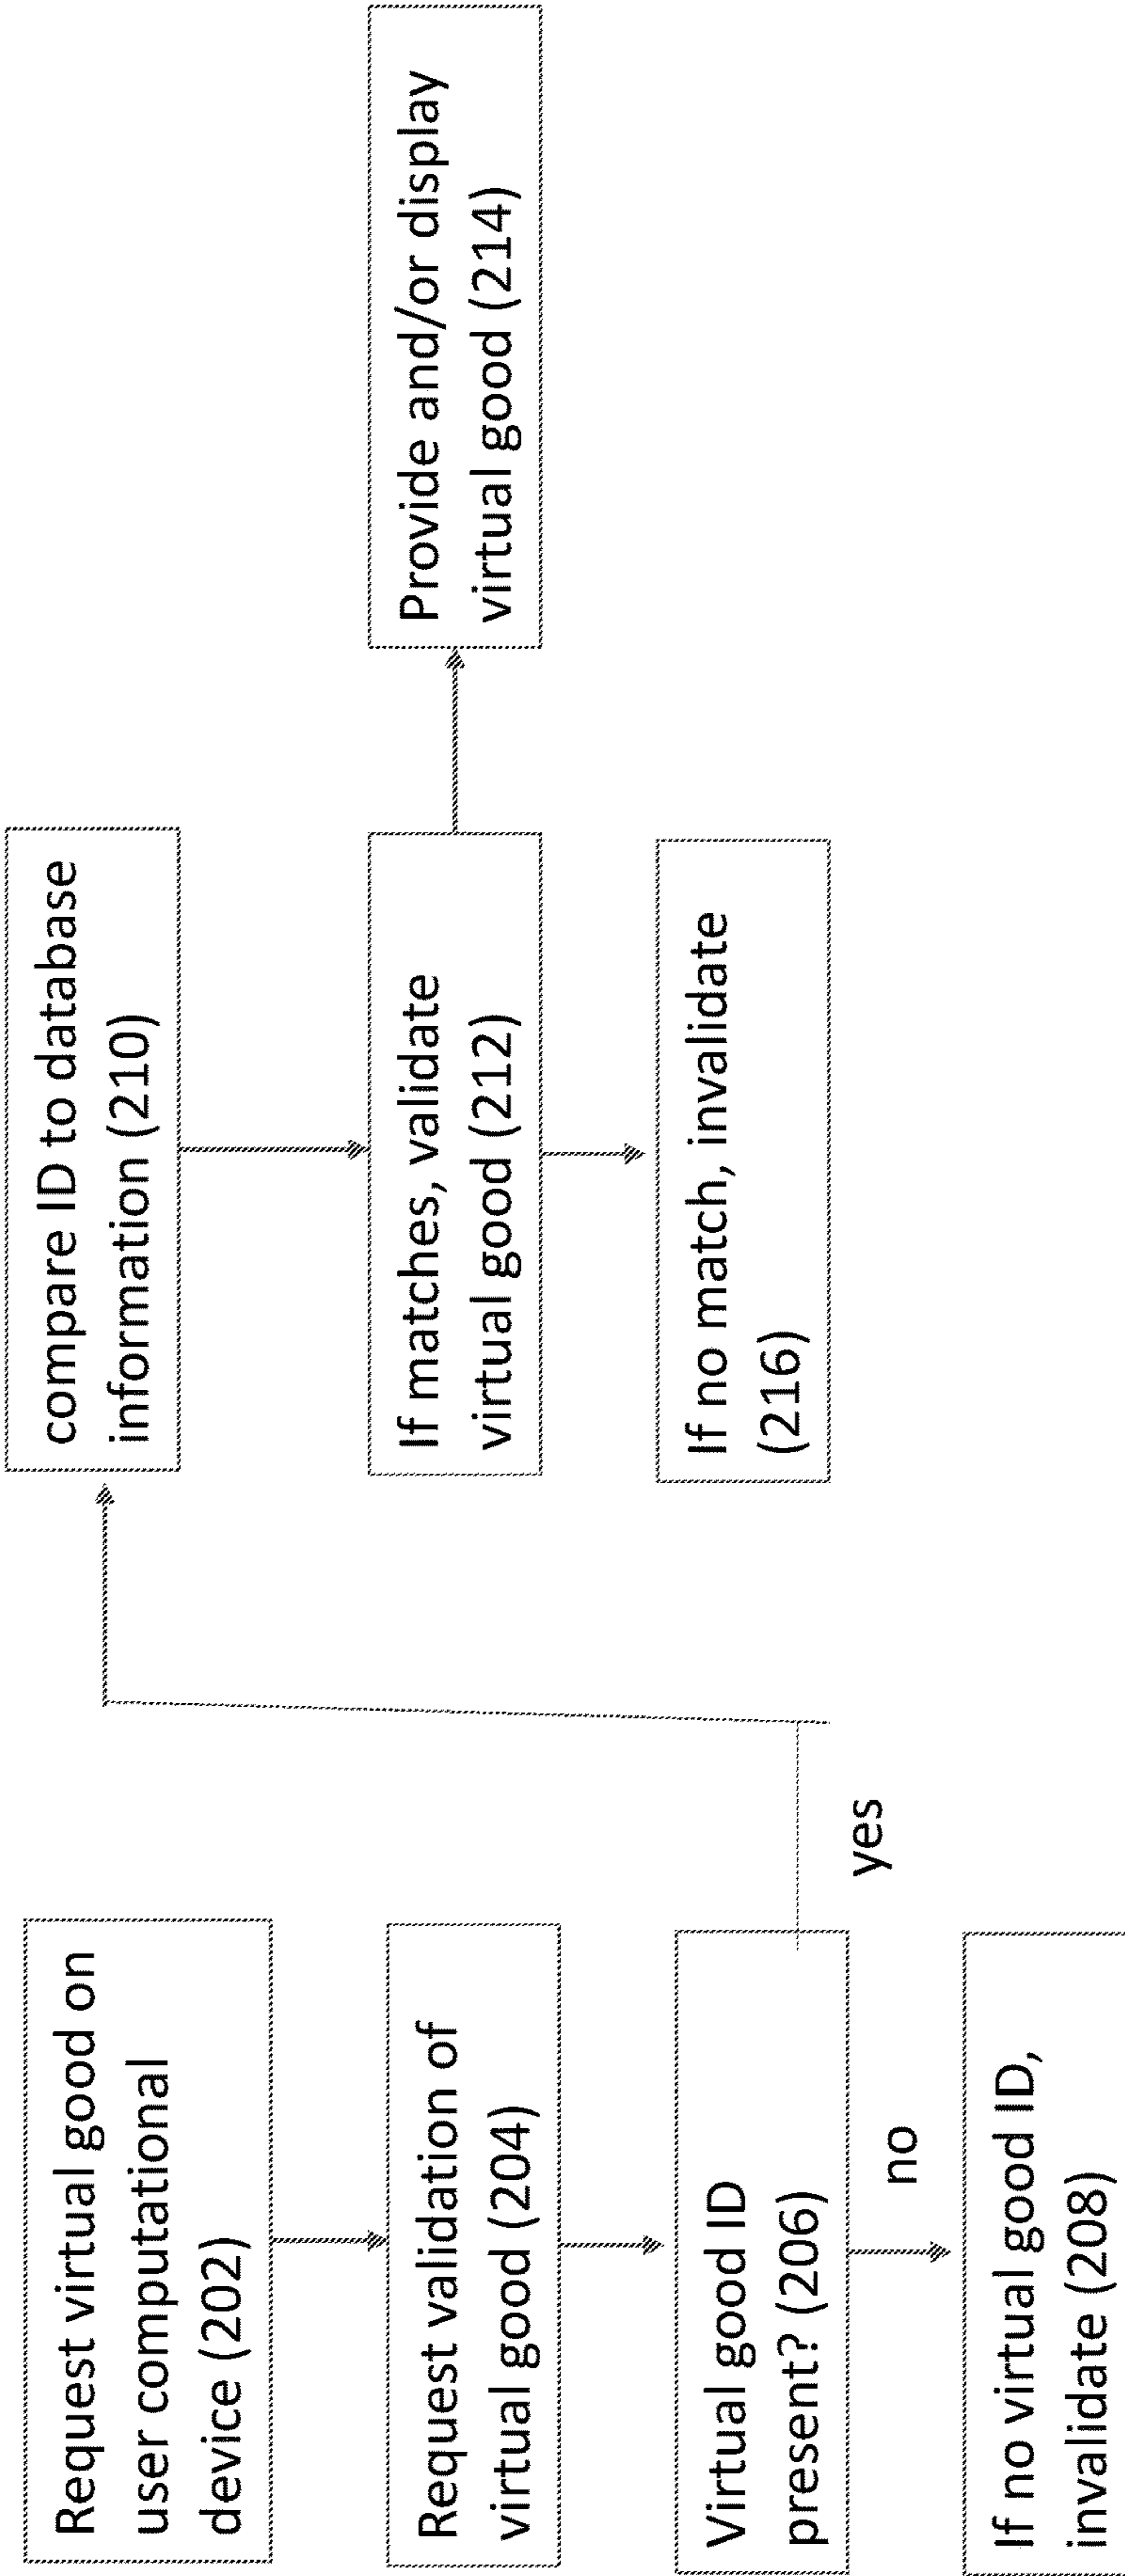 Request virtual good on
user computational
device (202)
Request validation of
virtual good (204)
Virtual good ID
present? (206)
no
If no virtual good ID,
invalidate (208)
yes
compare ID to database
information (210)
If matches, validate
virtual good (212)
If no match, invalidate
(216)
Provide and/or display
virtual good (214)